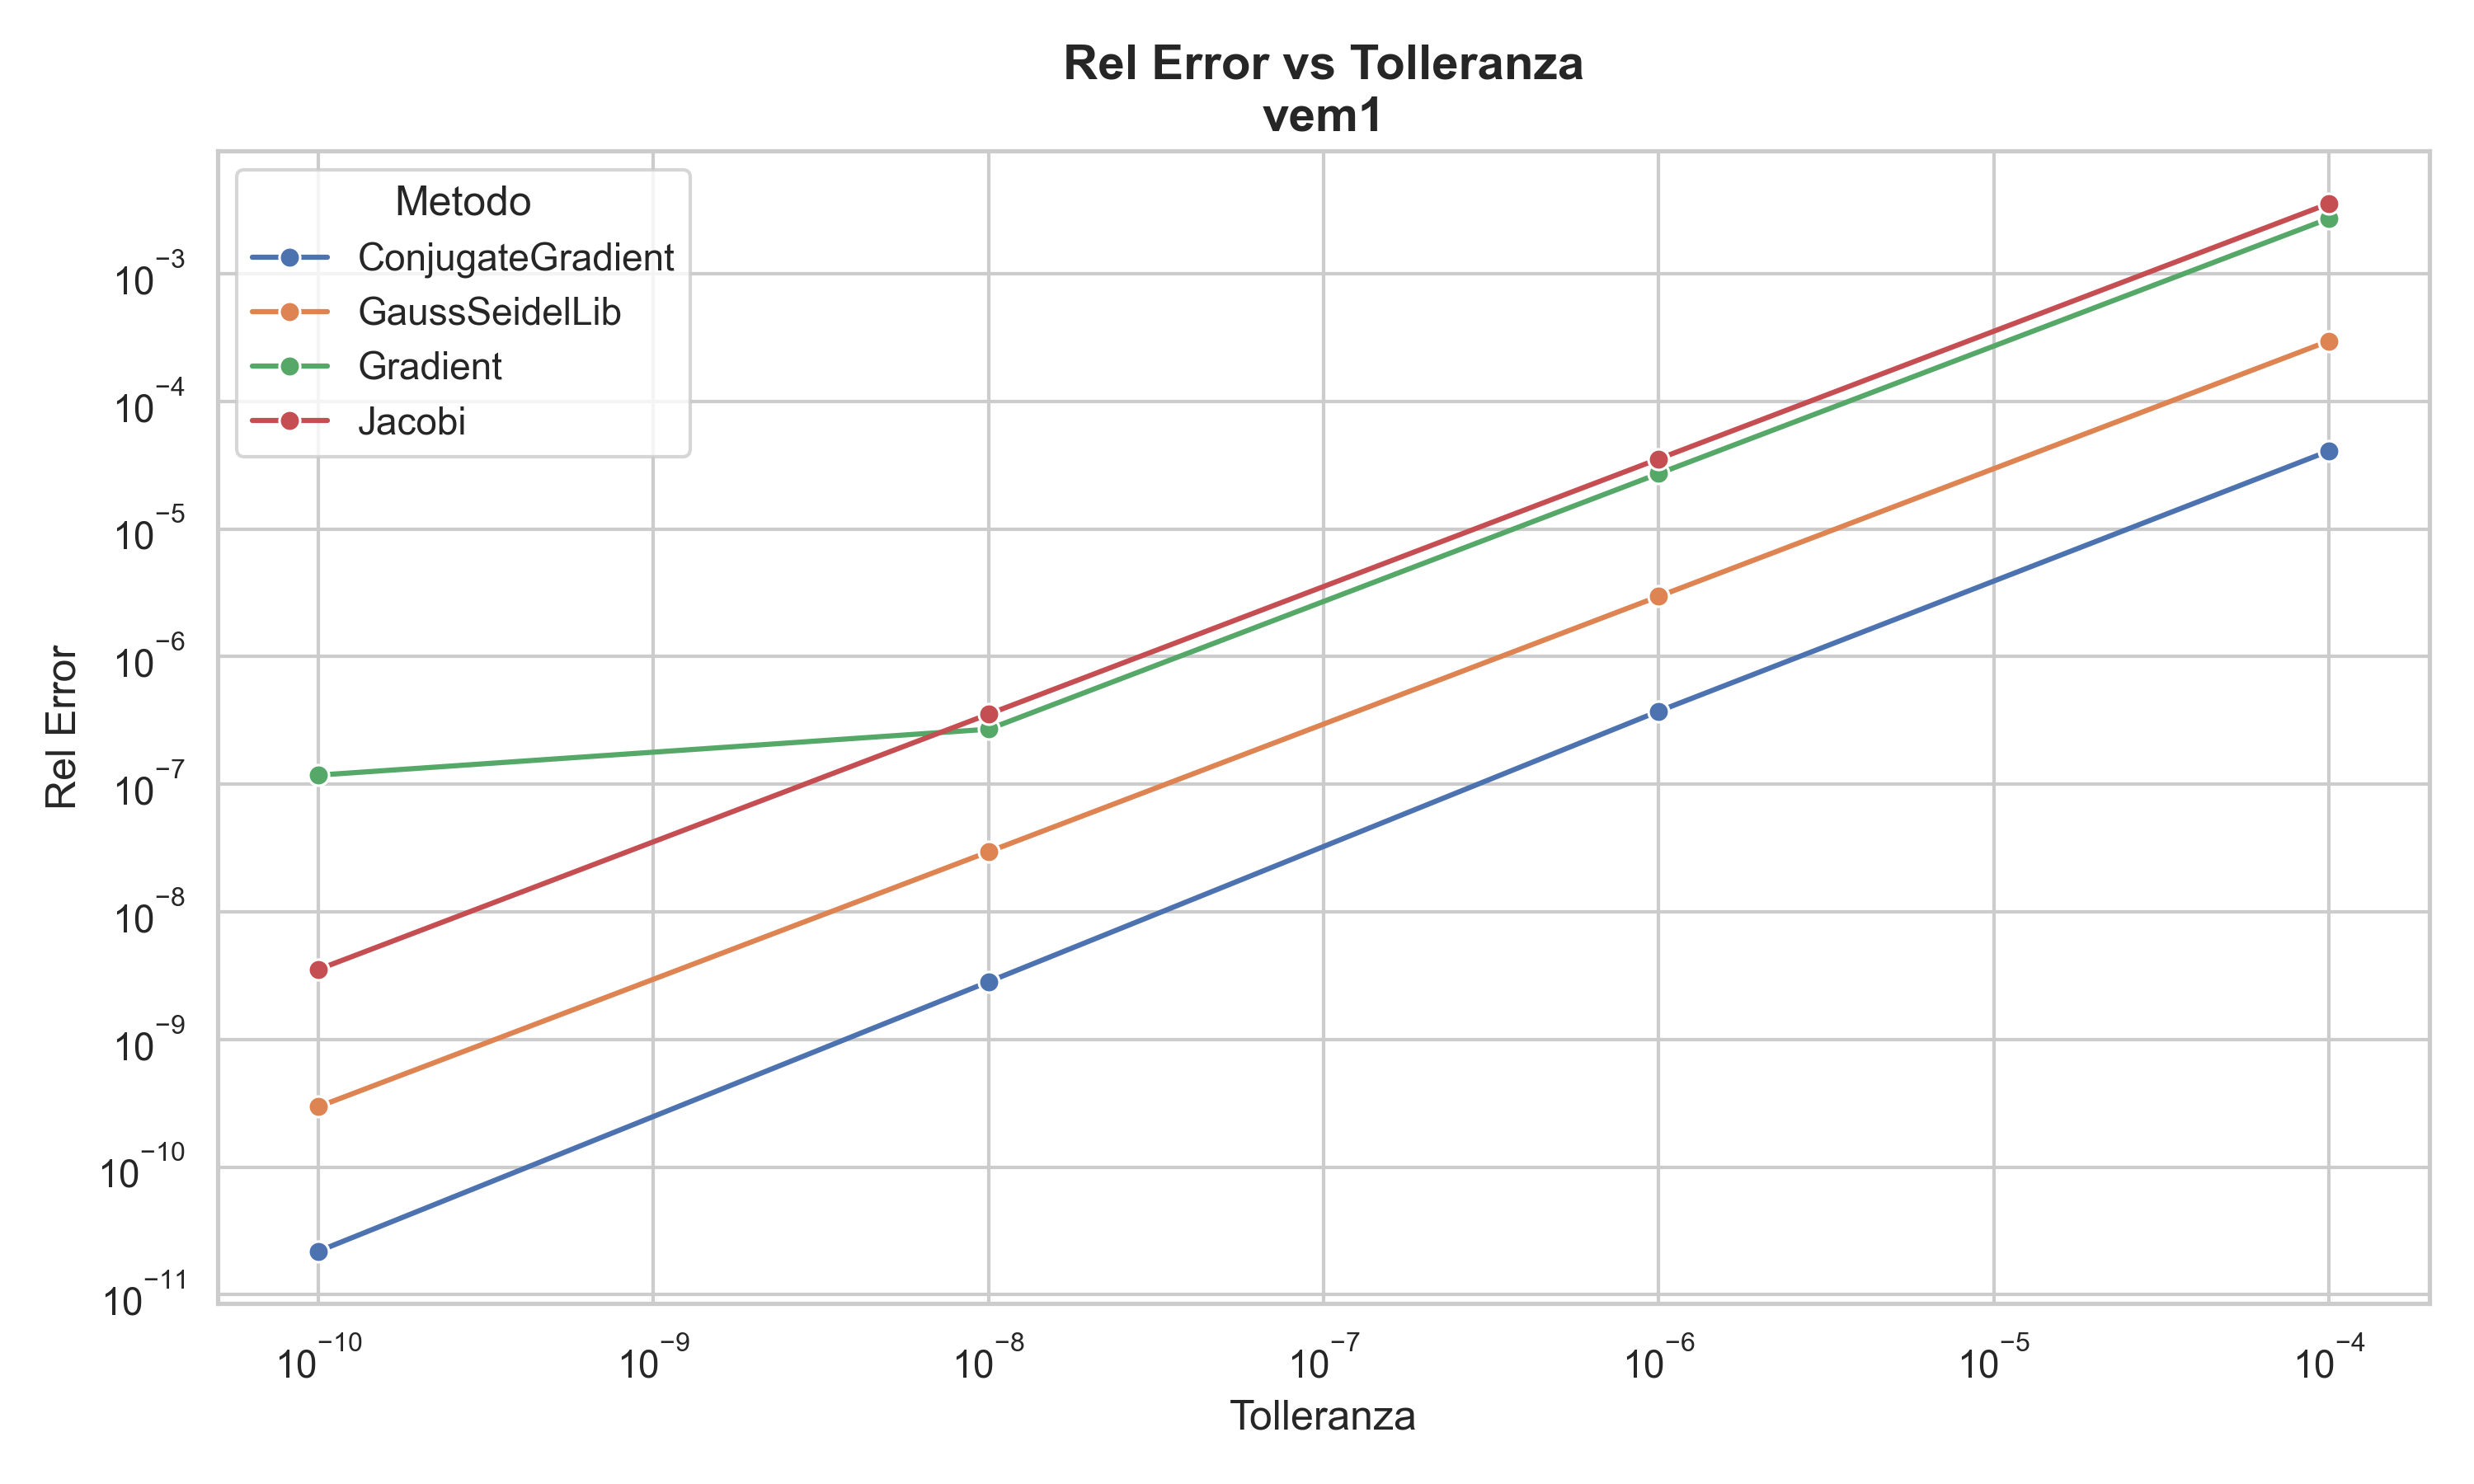 Rel Error vs Tolleranza
vem1
Metodo
ConjugateGradient
GaussSeidelLib
Gradient
Jacobi
Rel Error
10⁻³
10⁻⁴
10⁻⁵
10⁻⁶
10⁻⁷
10⁻⁸
10⁻⁹
10⁻¹⁰
10⁻¹¹
10⁻¹⁰ 10⁻⁹ 10⁻⁸ 10⁻⁷ 10⁻⁶ 10⁻⁵ 10⁻⁴
Tolleranza